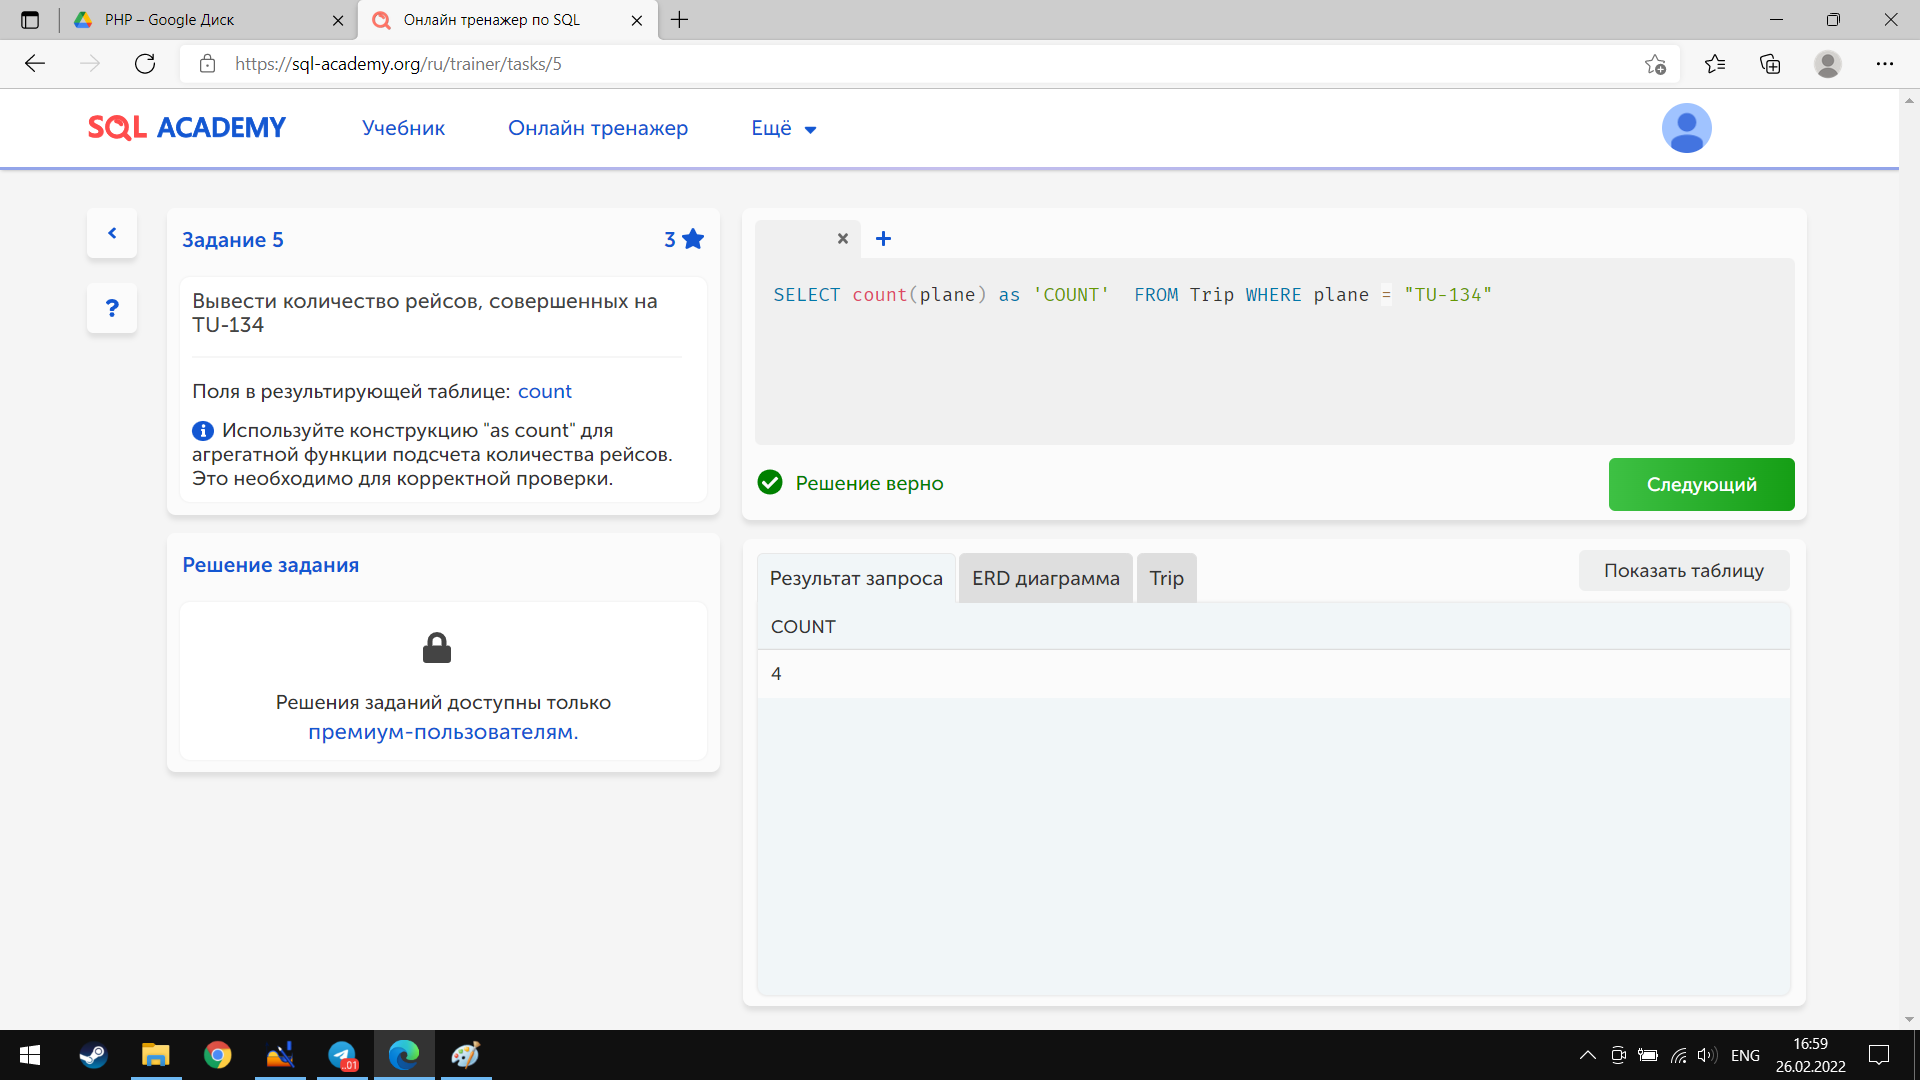 PHP – Google Диск
Онлайн тренажер по SQL
https://sql-academy.org/ru/trainer/tasks/5
SQL ACADEMY
Учебник
Онлайн тренажер
Ещё
Задание 5
3
Вывести количество рейсов, совершенных на
TU-134
Поля в результирующей таблице: count
Используйте конструкцию "as count" для
агрегатной функции подсчета количества рейсов.
Это необходимо для корректной проверки.
Решение задания
Решения заданий доступны только
премиум-пользователям.
SELECT count(plane) as 'COUNT'  FROM Trip WHERE plane = "TU-134"
Решение верно
Следующий
Результат запроса
ERD диаграмма
Trip
Показать таблицу
COUNT
4
..01
ENG
16:59
26.02.2022